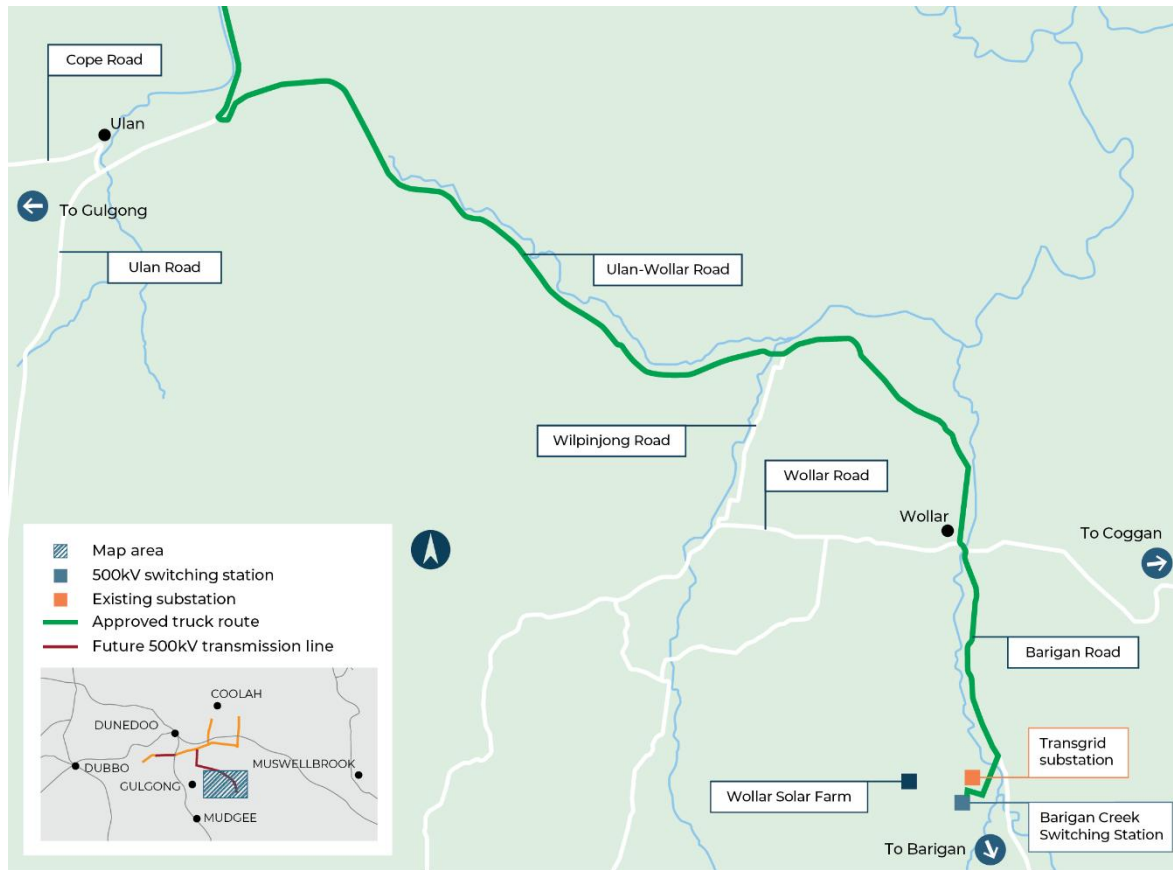 Cope Road
Ulan
To Gulgong
Ulan Road
Ulan-Wollar Road
Wilpinjong Road
Wollar Road
Wollar
To Coggan
Barigan Road
Transgrid
substation
Wollar Solar Farm
Barigan Creek
Switching Station
To Barigan
Map area
500kV switching station
Existing substation
Approved truck route
Future 500kV transmission line
COOLAH
DUNEDOO
DUBBO
MUSWELLBROOK
GULGONG
MUDGEE